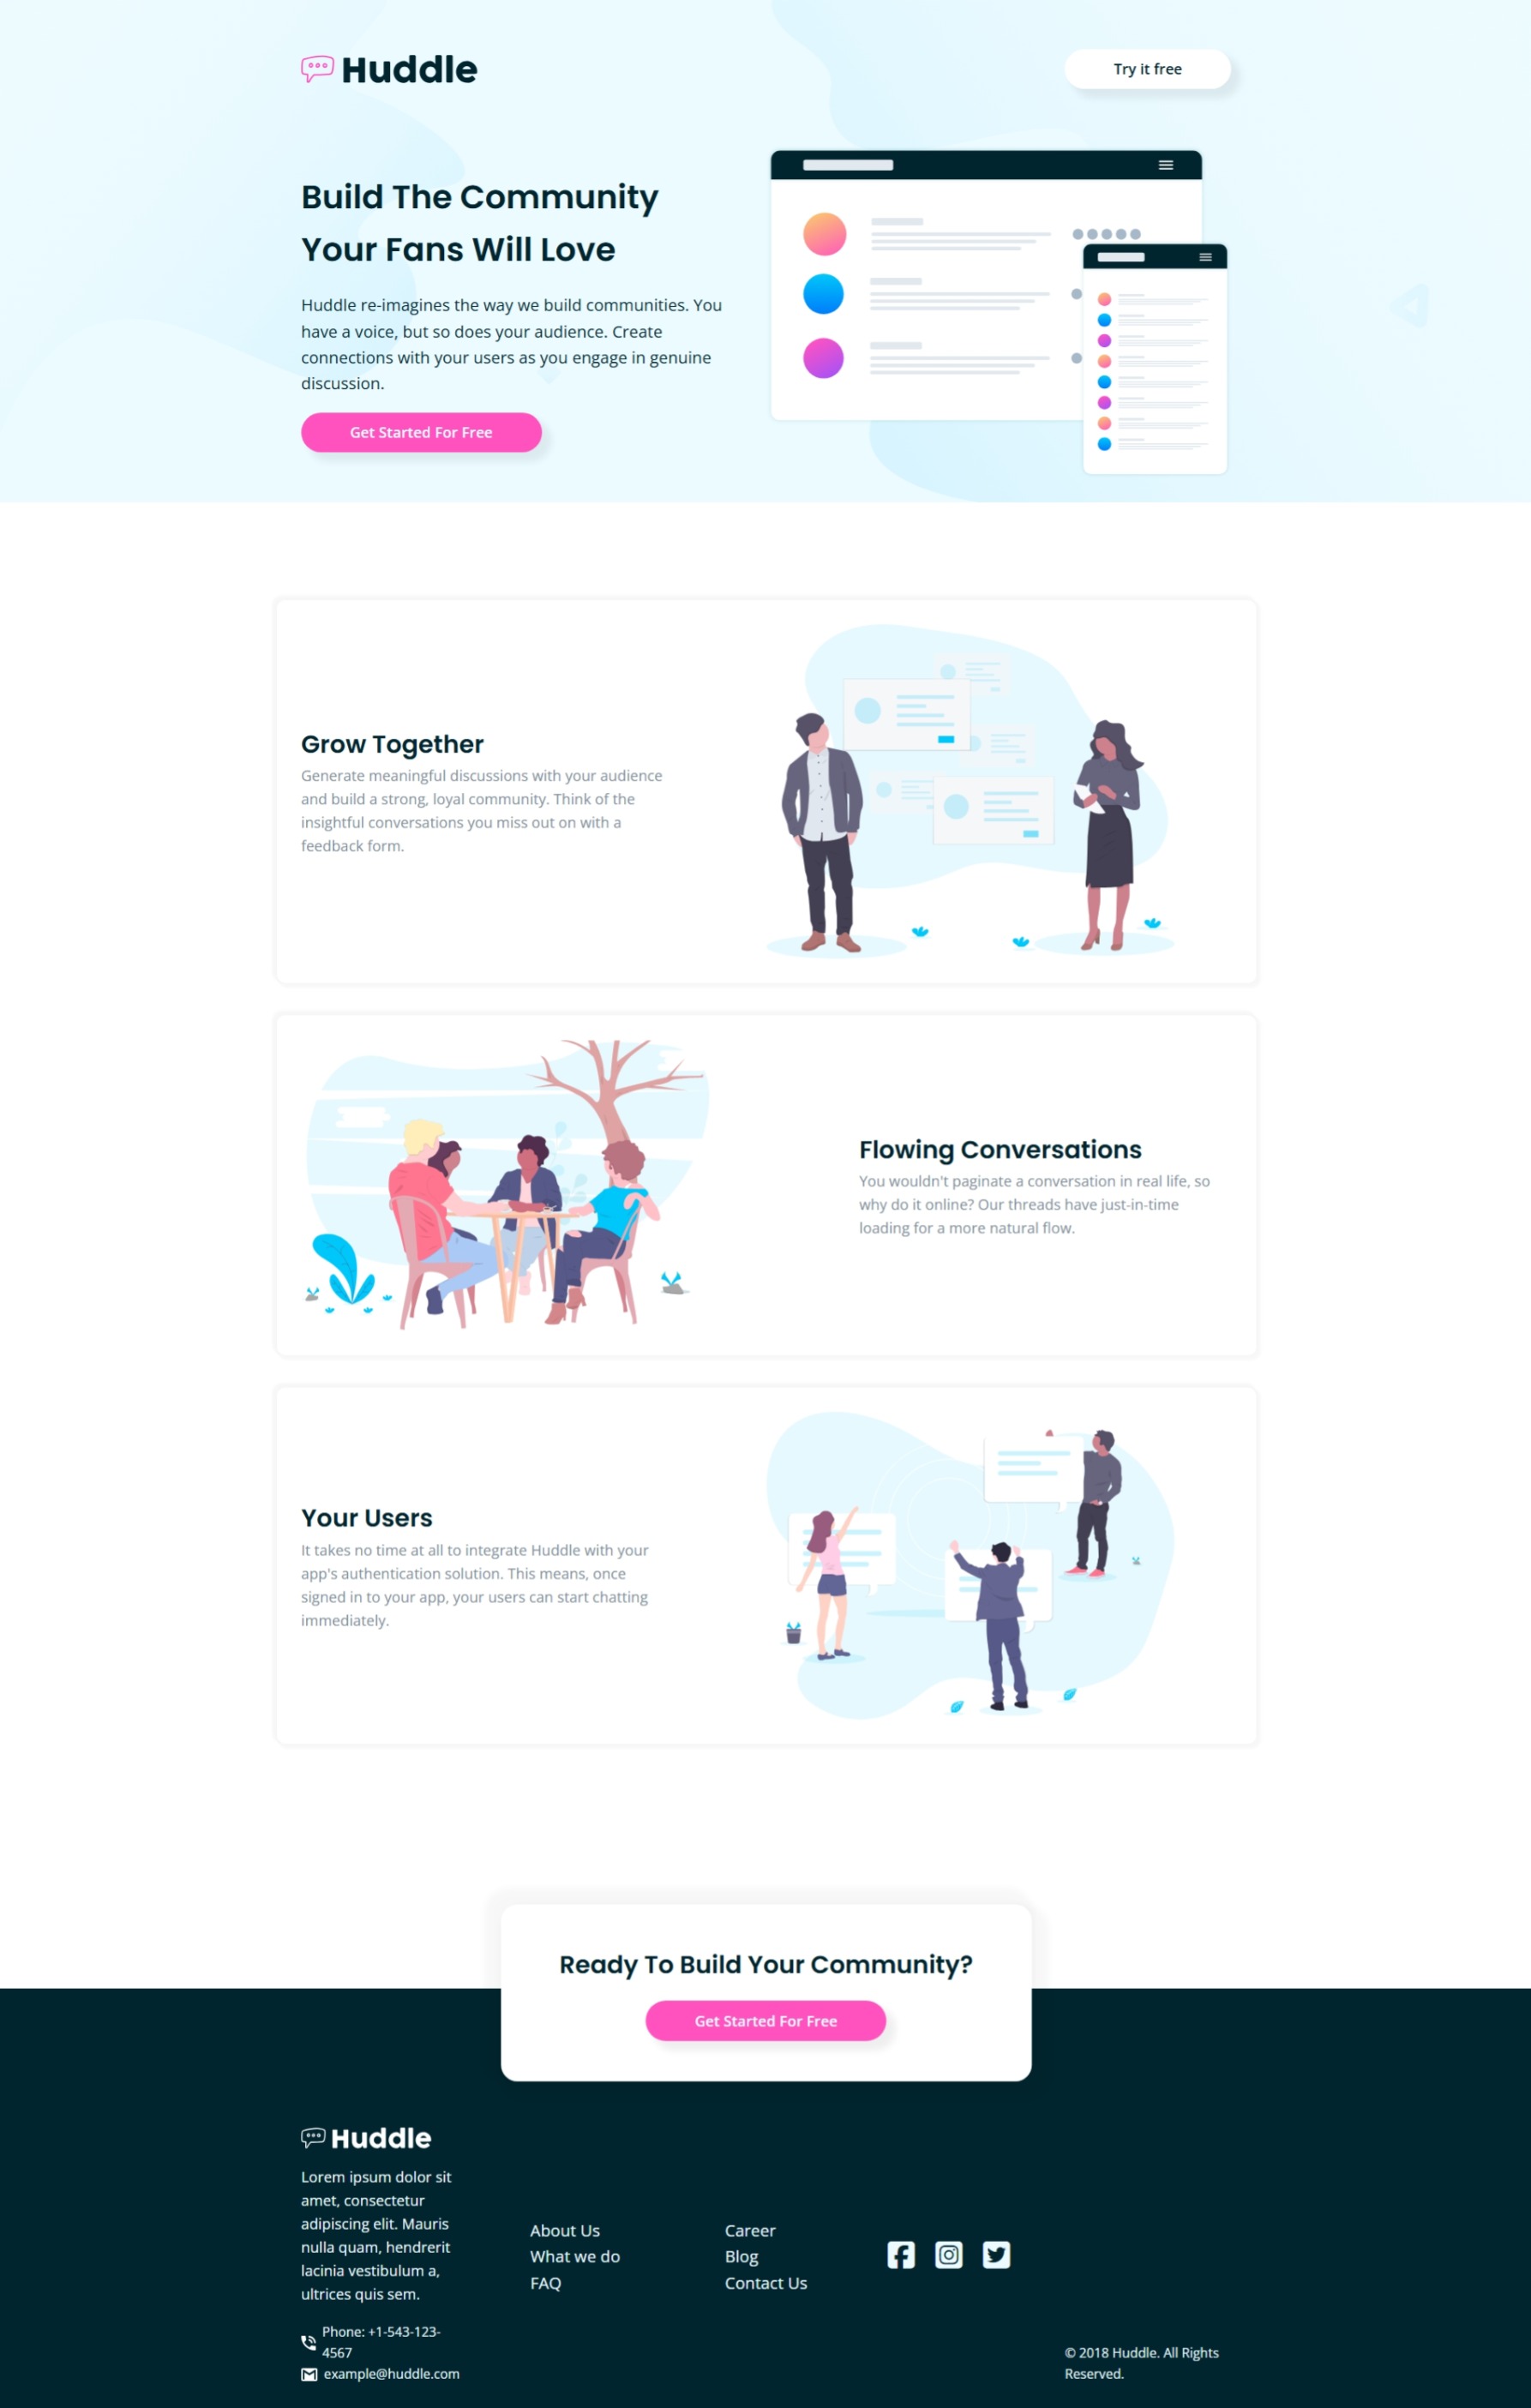 Huddle
Try it free
Build The Community
Your Fans Will Love
Huddle re-imagines the way we build communities. You
have a voice, but so does your audience. Create
connections with your users as you engage in genuine
discussion.
Get Started For Free
Grow Together
Generate meaningful discussions with your audience
and build a strong, loyal community. Think of the
insightful conversations you miss out on with a
feedback form.
Flowing Conversations
You wouldn't paginate a conversation in real life, so
why do it online? Our threads have just-in-time
loading for a more natural flow.
Your Users
It takes no time at all to integrate Huddle with your
app's authentication solution. This means, once
signed in to your app, your users can start chatting
immediately.
Ready To Build Your Community?
Get Started For Free
Huddle
Lorem ipsum dolor sit
amet, consectetur
adipiscing elit. Mauris
nulla quam, hendrerit
lacinia vestibulum a,
ultrices quis sem.
Phone: +1-543-123-
4567
example@huddle.com
About Us
What we do
FAQ
Career
Blog
Contact Us
© 2018 Huddle. All Rights
Reserved.